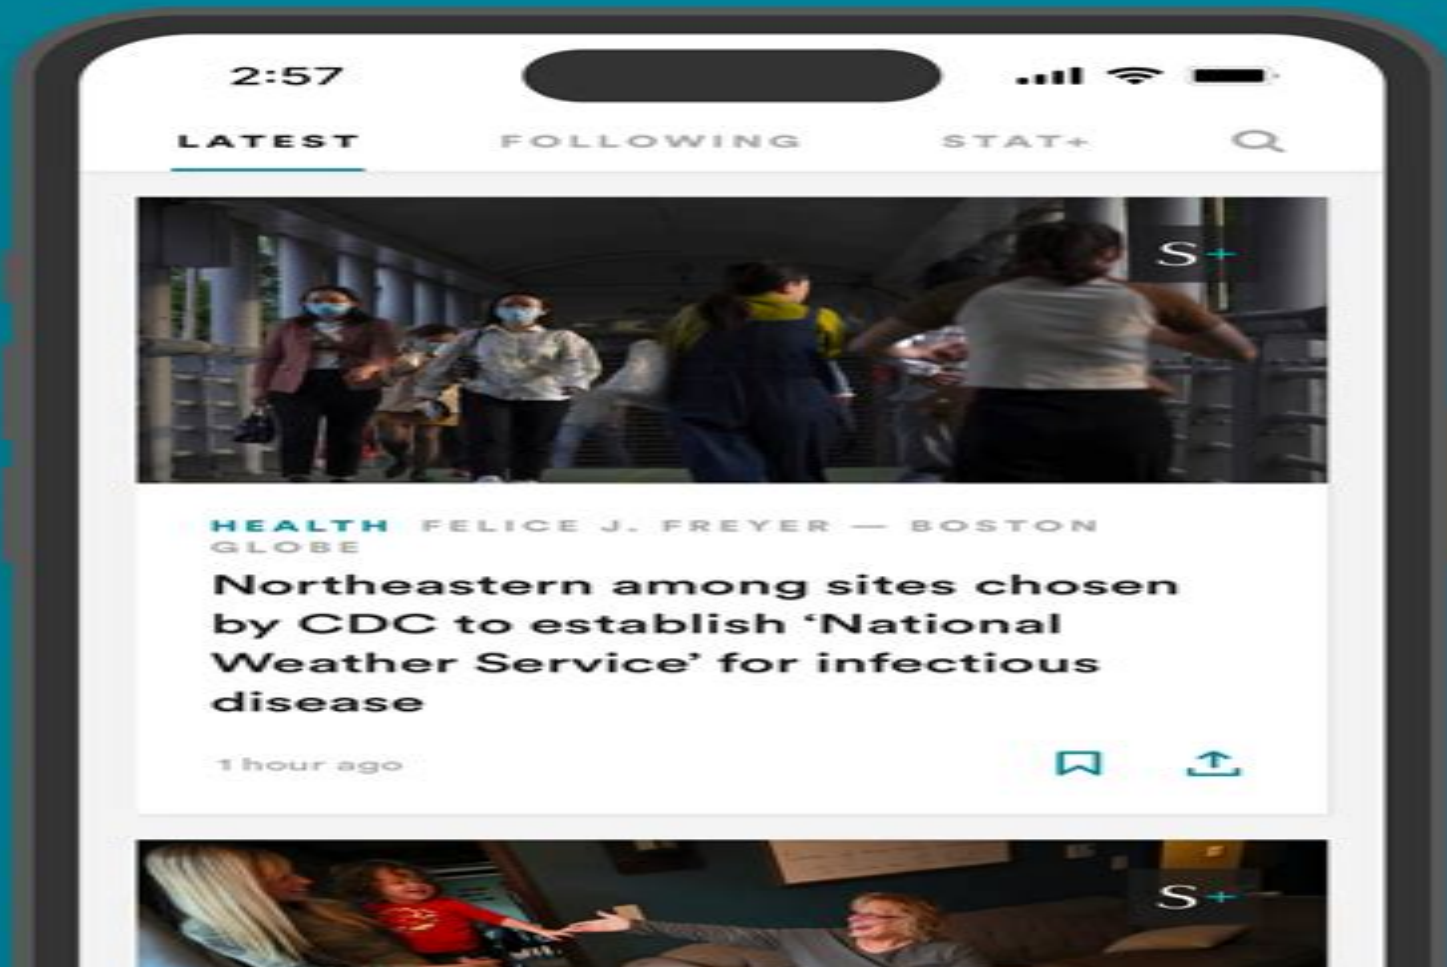 2:57
LATEST FOLLOWING STAT+
S+
HEALTH FELICE J. FREYER — BOSTON
GLOBE
Northeastern among sites chosen
by CDC to establish ‘National
Weather Service’ for infectious
disease
1 hour ago
S+